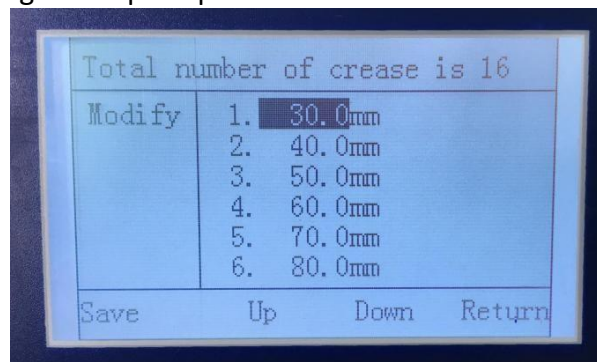 Total number of crease is 16
Modify
1. 30.0mm
2. 40.0mm
3. 50.0mm
4. 60.0mm
5. 70.0mm
6. 80.0mm
Save Up Down Return